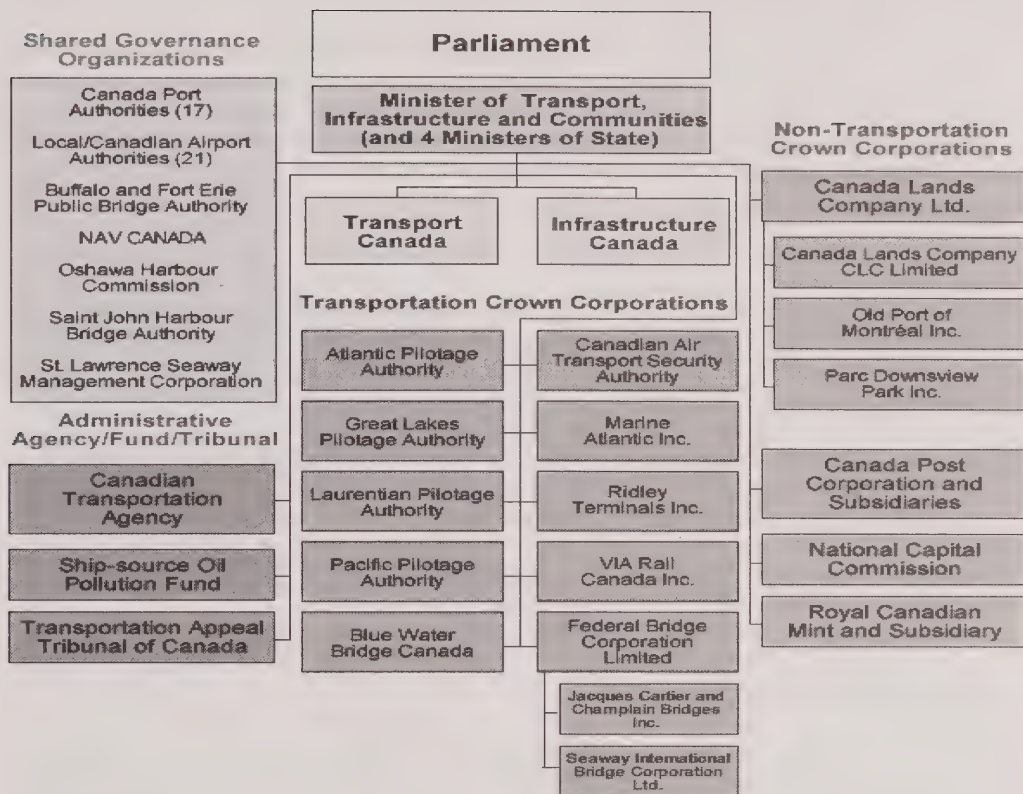 Shared Governance
Organizations
Canada Port
Authorities (17)
Local/Canadian Airport
Authorities (21)
Buffalo and Fort Erie
Public Bridge Authority
NAV CANADA
Oshawa Harbour
Commission
Saint John Harbour
Bridge Authority
St. Lawrence Seaway
Management Corporation
Administrative
Agency/Fund/Tribunal
Canadian
Transportation
Agency
Ship-source Oil
Pollution Fund
Transportation Appeal
Tribunal of Canada
Parliament
Minister of Transport,
Infrastructure and Communities
(and 4 Ministers of State)
Transport
Canada
Infrastructure
Canada
Transportation Crown Corporations
Atlantic Pilotage
Authority
Great Lakes
Pilotage Authority
Laurentian Pilotage
Authority
Pacific Pilotage
Authority
Blue Water
Bridge Canada
Canadian Air
Transport Security
Authority
Marine
Atlantic Inc.
Ridley
Terminals Inc.
VIA Rail
Canada Inc.
Federal Bridge
Corporation
Limited
Jacques Cartier and
Champlain Bridges
Inc.
Seaway International
Bridge Corporation
Ltd.
Non-Transportation
Crown Corporations
Canada Lands
Company Ltd.
Canada Lands Company
CLC Limited
Old Port of
Montréal Inc.
Parc Downsview
Park Inc.
Canada Post
Corporation and
Subsidiaries
National Capital
Commission
Royal Canadian
Mint and Subsidiary